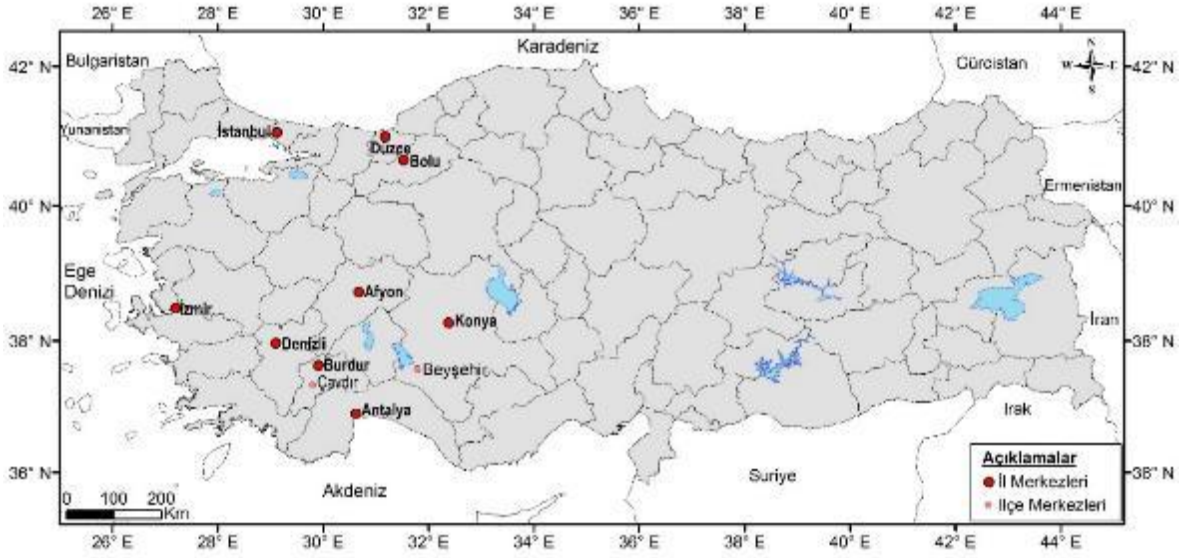 26° E 28° E 30° E 32° E 34° E 36° E 38° E 40° E 42° E 44° E
Karadeniz
Bulgaristan
Gürcistan
N
W E
S
42° N
42° N
Yunanistan
İstanbul
Düzce
Bolu
Ermenistan
40° N
40° N
Ege
Denizi
Afyon
İzmir
Konya
İran
38° N
38° N
Denizli
Burdur
Beyşehir
Çavdır
Antalya
Irak
Suriye
Akdeniz
36° N
36° N
Açıklamalar
İl Merkezleri
İlçe Merkezleri
0 100 200
Km
26° E 28° E 30° E 32° E 34° E 36° E 38° E 40° E 42° E 44° E